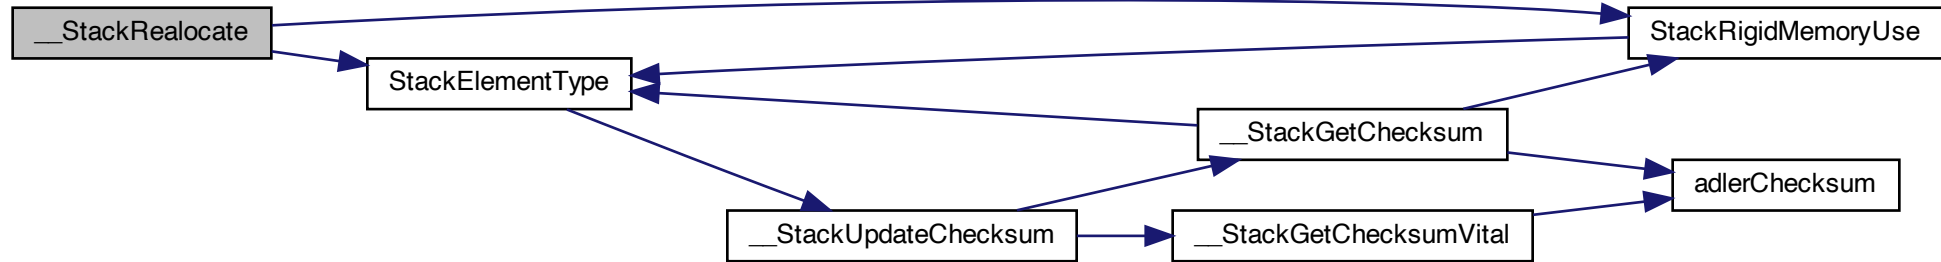 __StackRealocate
StackRigidMemoryUse
StackElementType
__StackGetChecksum
adlerChecksum
__StackUpdateChecksum
__StackGetChecksumVital